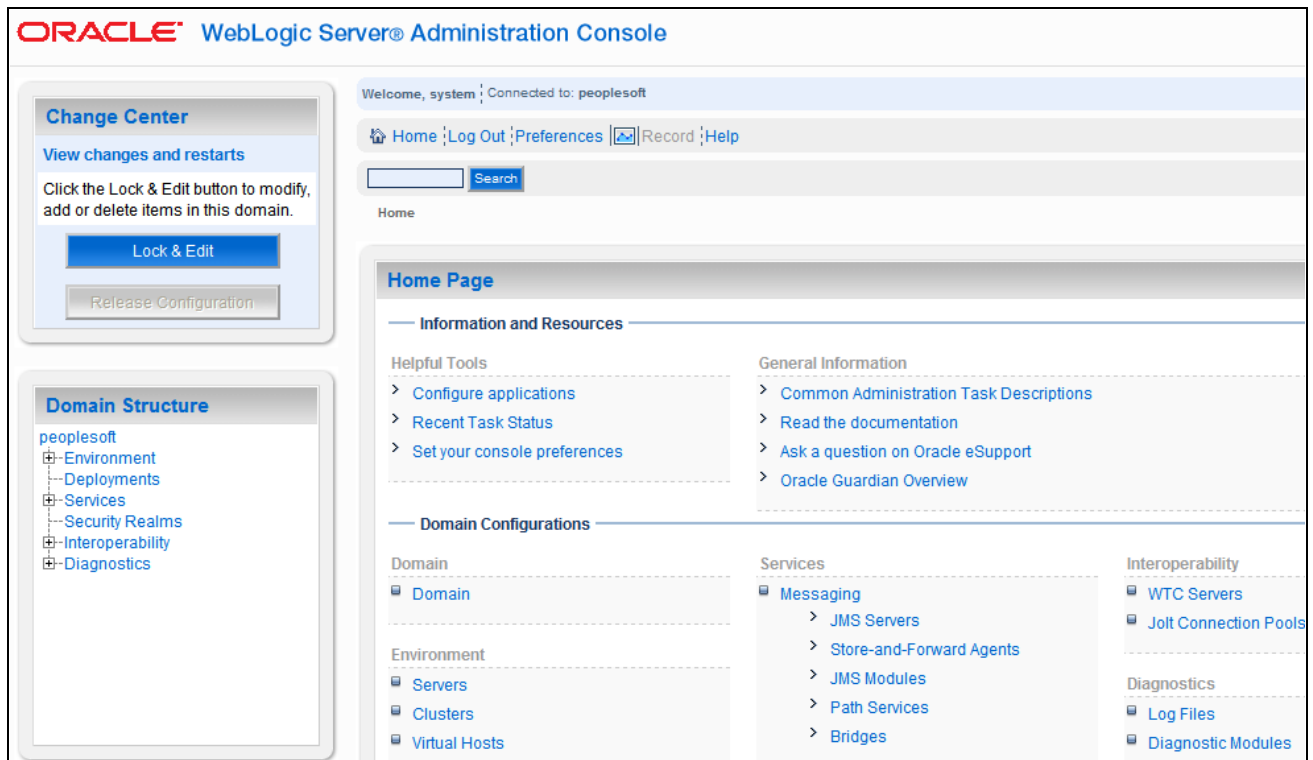 ORACLE® WebLogic Server® Administration Console
Change Center
View changes and restarts
Click the Lock & Edit button to modify,
add or delete items in this domain.
Lock & Edit
Release Configuration
Domain Structure
peoplesoft
Environment
Deployments
Services
Security Realms
Interoperability
Diagnostics
Welcome, system Connected to: peoplesoft
Home Log Out Preferences Record Help
Search
Home
Home Page
Information and Resources
Helpful Tools
Configure applications
Recent Task Status
Set your console preferences
General Information
Common Administration Task Descriptions
Read the documentation
Ask a question on Oracle eSupport
Oracle Guardian Overview
Domain Configurations
Domain
Domain
Environment
Servers
Clusters
Virtual Hosts
Services
Messaging
JMS Servers
Store-and-Forward Agents
JMS Modules
Path Services
Bridges
Interoperability
WTC Servers
Jolt Connection Pools
Diagnostics
Log Files
Diagnostic Modules